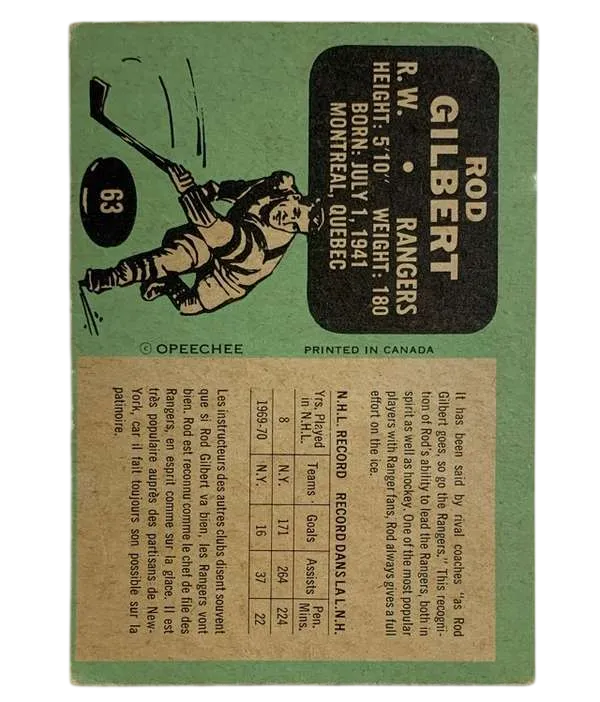 ROD
GILBERT
R.W. • RANGERS
HEIGHT: 5'10" WEIGHT: 180
BORN: JULY 1, 1941
MONTREAL, QUEBEC
63
© OPEECHEE
PRINTED IN CANADA
It has been said by rival coaches "as Rod
Gilbert goes, so go the Rangers." This recogni-
tion of Rod's ability to lead the Rangers, both in
spirit as well as hockey. One of the most popular
players with Ranger fans, Rod always gives a full
effort on the ice.
N.H.L. RECORD RECORD DANS LA L.N.H.
Yrs. Played in N.H.L. Teams Goals Assists Pen. Mins.
8 N.Y. 171 264 224
1969-70 N.Y. 16 37 22
Les instructeurs des autres clubs disent souvent
que si Rod Gilbert va bien, les Rangers vont
bien. Rod est reconnu comme le chef de file des
Rangers, en esprit comme sur la glace. Il est
très populaire auprès des partisans de New-
York, car il fait toujours son possible sur la
patinoire.